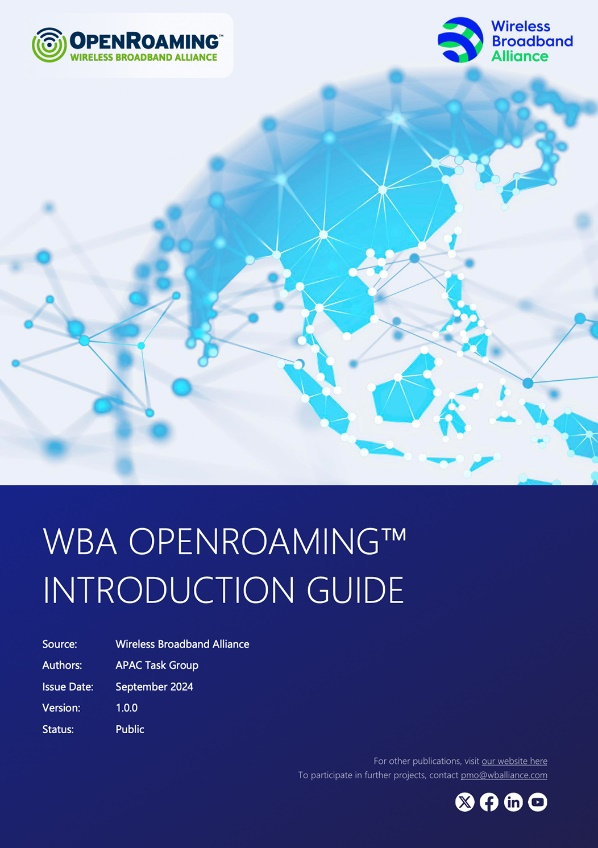 OPENROAMING™
WIRELESS BROADBAND ALLIANCE
Wireless
Broadband
Alliance
WBA OPENROAMING™
INTRODUCTION GUIDE
Source: Wireless Broadband Alliance
Authors: APAC Task Group
Issue Date: September 2024
Version: 1.0.0
Status: Public
For other publications, visit our website here
To participate in further projects, contact pmo@wballiance.com